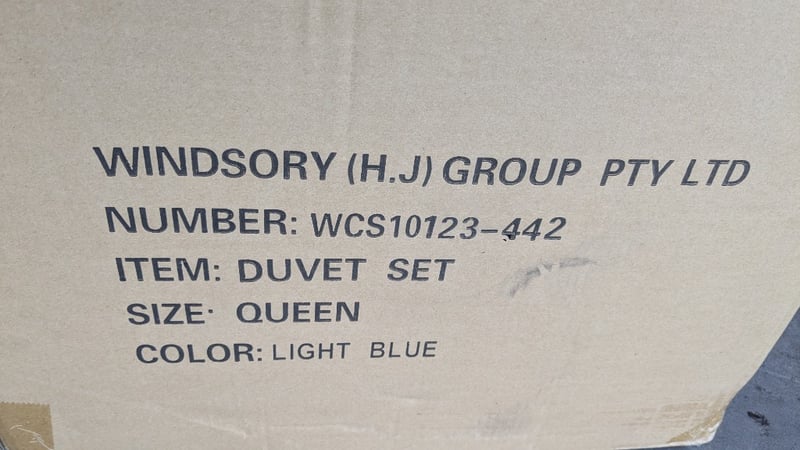 WINDSORY (H.J) GROUP PTY LTD
NUMBER: WCS10123-442
ITEM: DUVET SET
SIZE· QUEEN
COLOR: LIGHT BLUE